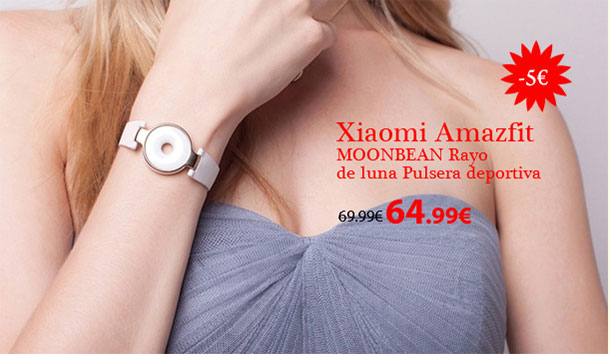 -5€
Xiaomi Amazfit
MOONBEAN Rayo
de luna Pulsera deportiva
69.99€ 64.99€